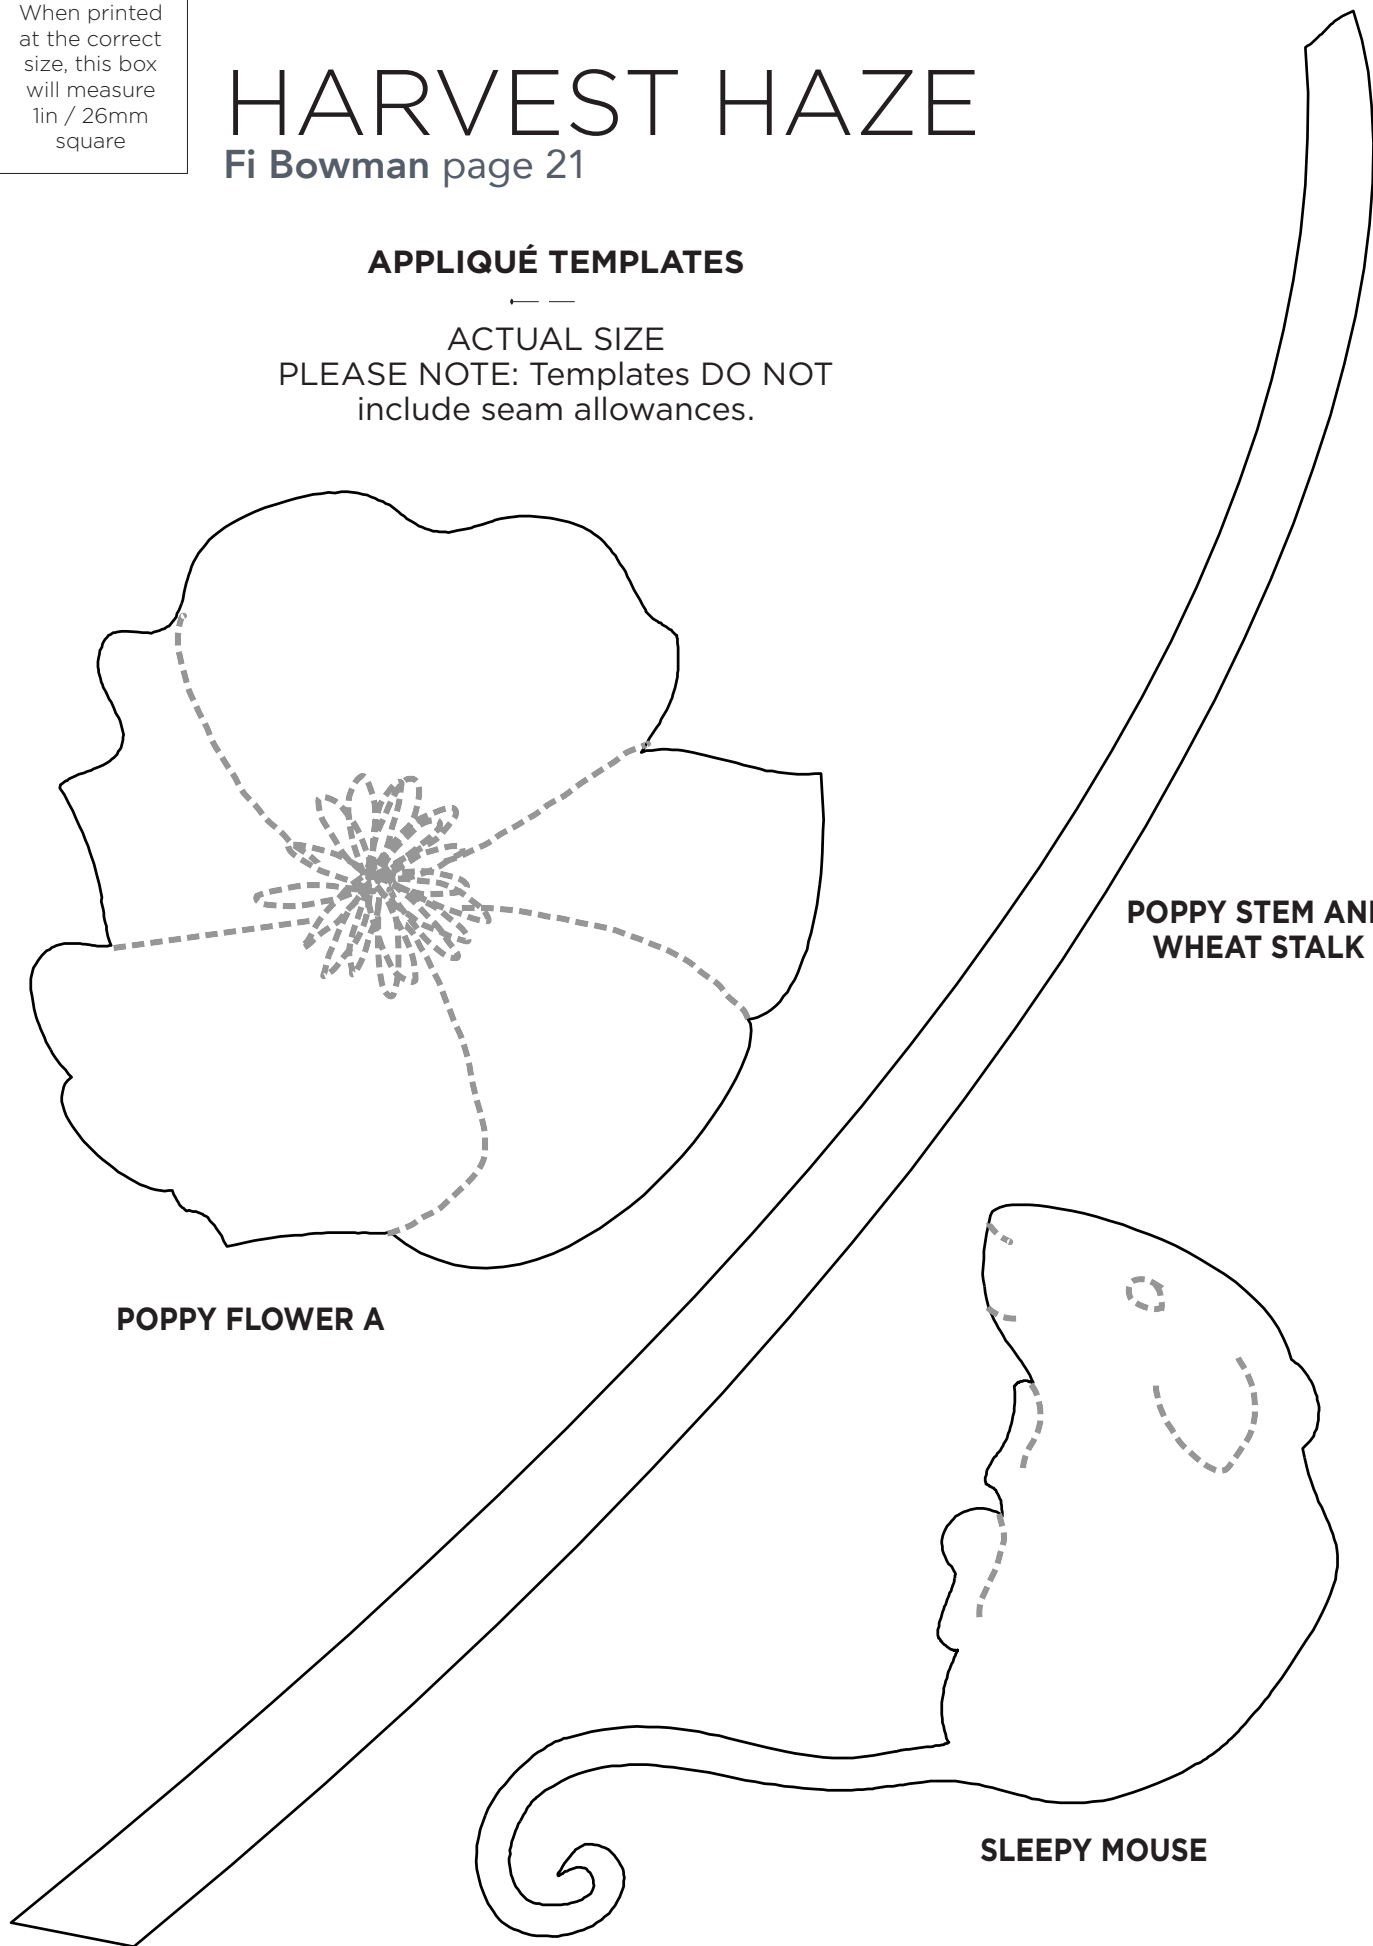 When printed
at the correct
size, this box
will measure
1in / 26mm
square
HARVEST HAZE
Fi Bowman page 21
APPLIQUÉ TEMPLATES
ACTUAL SIZE
PLEASE NOTE: Templates DO NOT
include seam allowances.
POPPY STEM AN
WHEAT STALK
POPPY FLOWER A
SLEEPY MOUSE